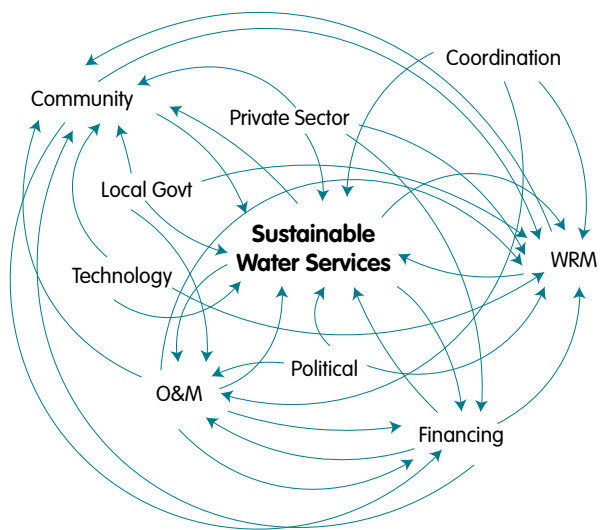 Coordination
Community
Private Sector
Local Govt
Sustainable
Water Services
WRM
Technology
Political
O&M
Financing